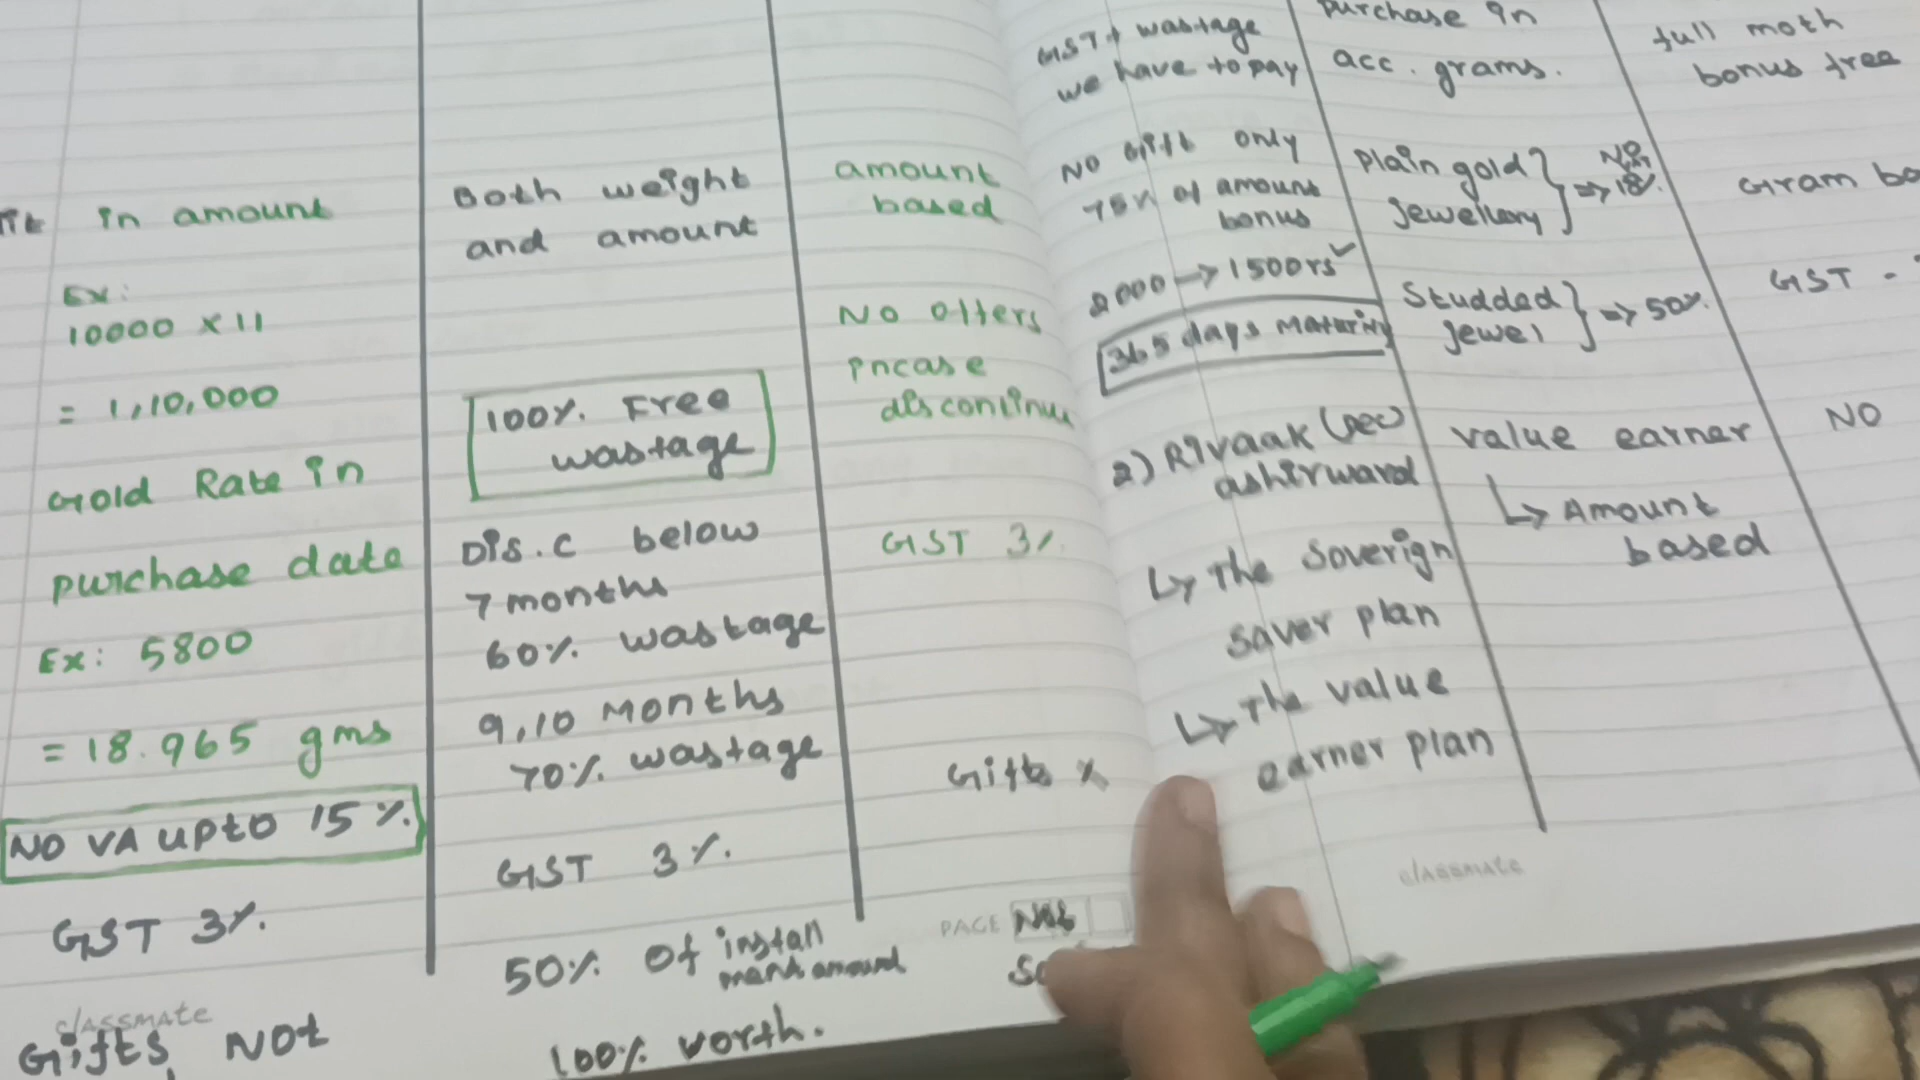 in amount
Ex:
10000 x 11
= 1,10,000
Gold Rate in
purchase date
Ex: 5800
= 18.965 gms
NO VA upto 15 %.
GST 3%.
classmate
Gifts Not
Both weight
and amount
100%. Free
wastage
Dis.c below
7 months
60%. wastage
9,10 Months
70%. wastage
GST 3%.
50%. of install
ment amount
100%. worth.
amount
based
No offers
incase
discontinue
GST 3%
Gifts x
PAGE No
GST + wastage
we have to pay
No Gift only
75% of amount
bonus
2000 → 1500rs ✓
365 days Maturity
2) Rivaak
ashirward
↳ The Soverign
saver plan
↳ The value
earner plan
purchase in
acc. grams.
plain gold } ⇒ 18%.
Jewellery
Studded } ⇒ 50%.
Jewel
value earner
↳ Amount
based
classmate
full moth
bonus free
Gram ba
GST -
NO